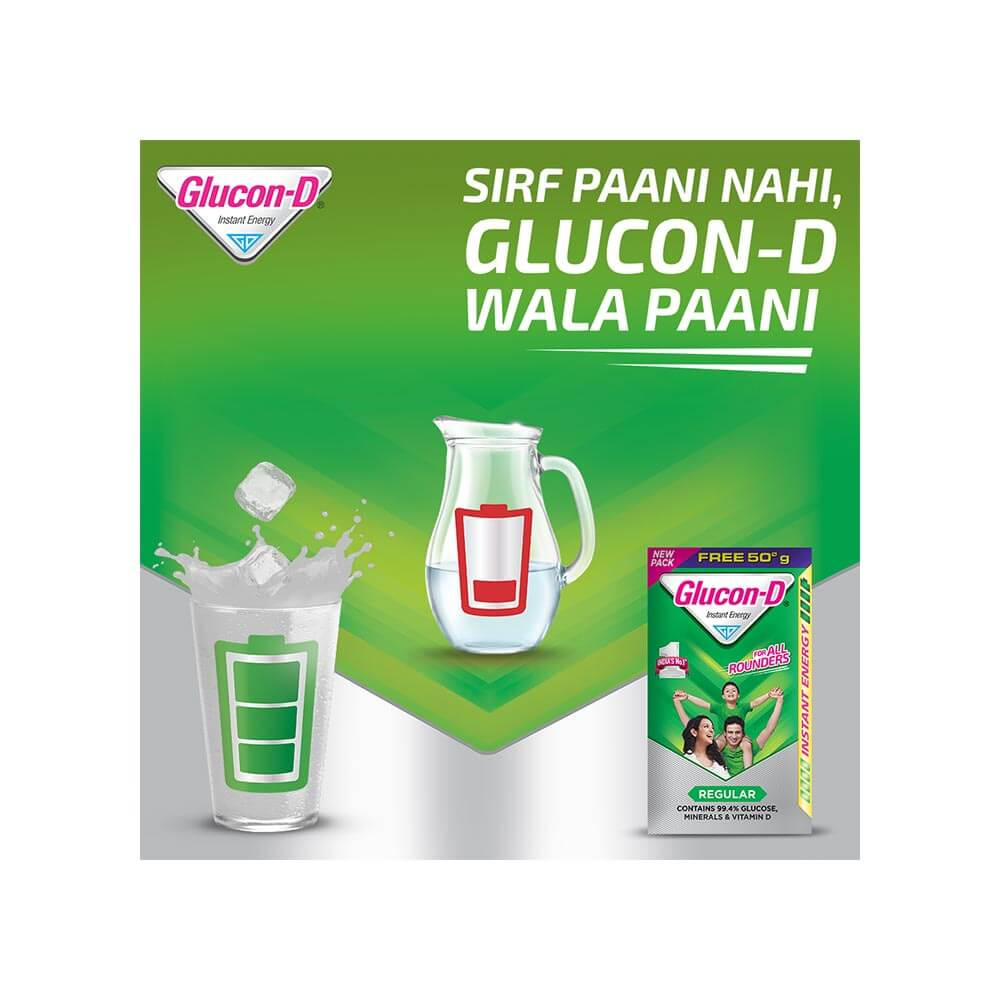 Glucon-D®
Instant Energy
SIRF PAANI NAHI,
GLUCON-D
WALA PAANI
NEW
PACK
FREE 50ø g
Glucon-D®
Instant Energy
INDIA'S No.1
FOR ALL
ROUNDERS
INSTANT ENERGY
REGULAR
CONTAINS 99.4% GLUCOSE,
MINERALS & VITAMIN D